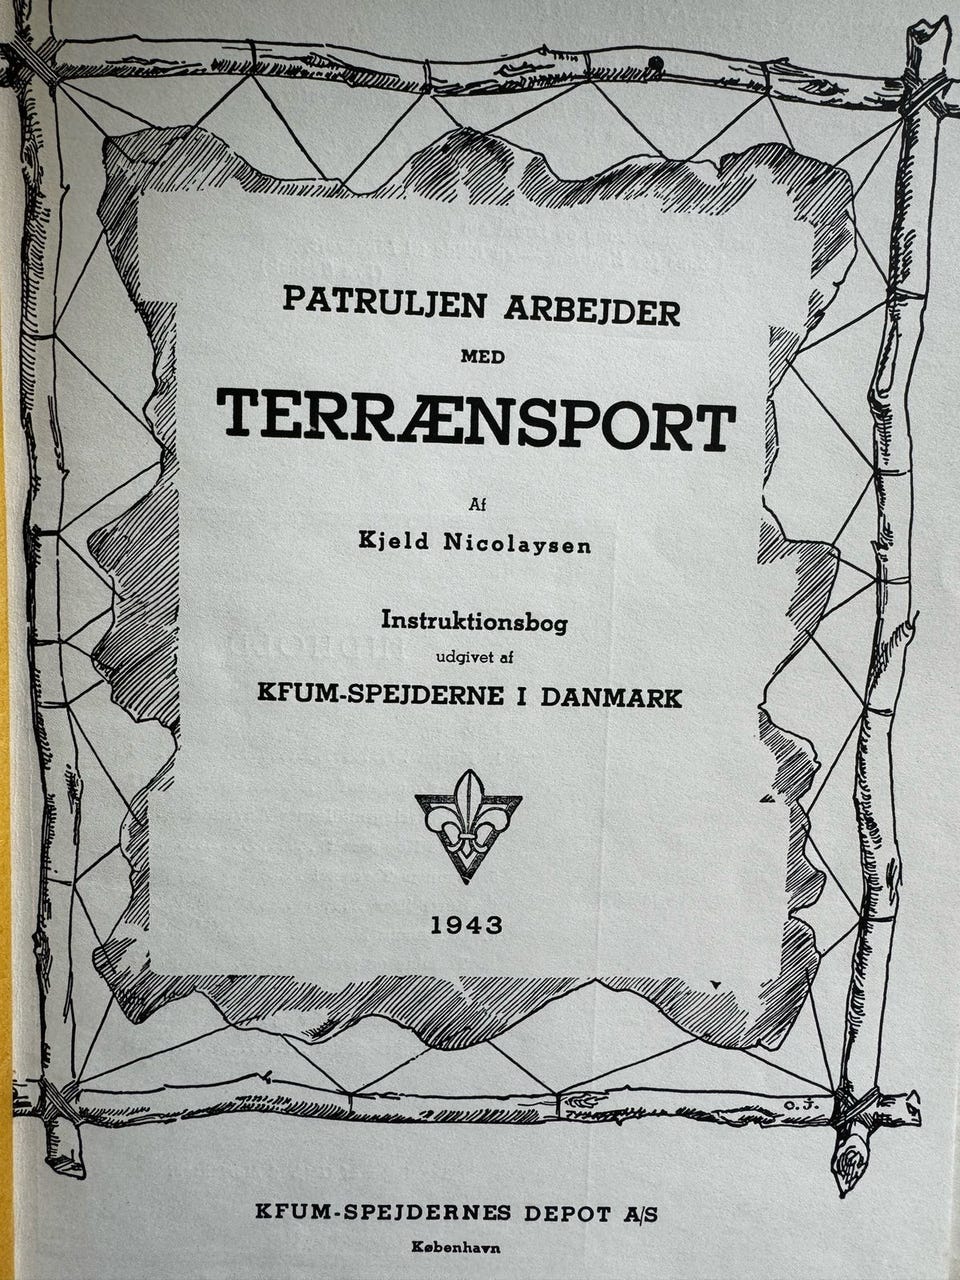 PATRULJEN ARBEJDER
MED
TERRÆNSPORT
Af
Kjeld Nicolaysen
Instruktionsbog
udgivet af
KFUM-SPEJDERNE I DANMARK
1943
O. J.
KFUM-SPEJDERNES DEPOT A/S
København